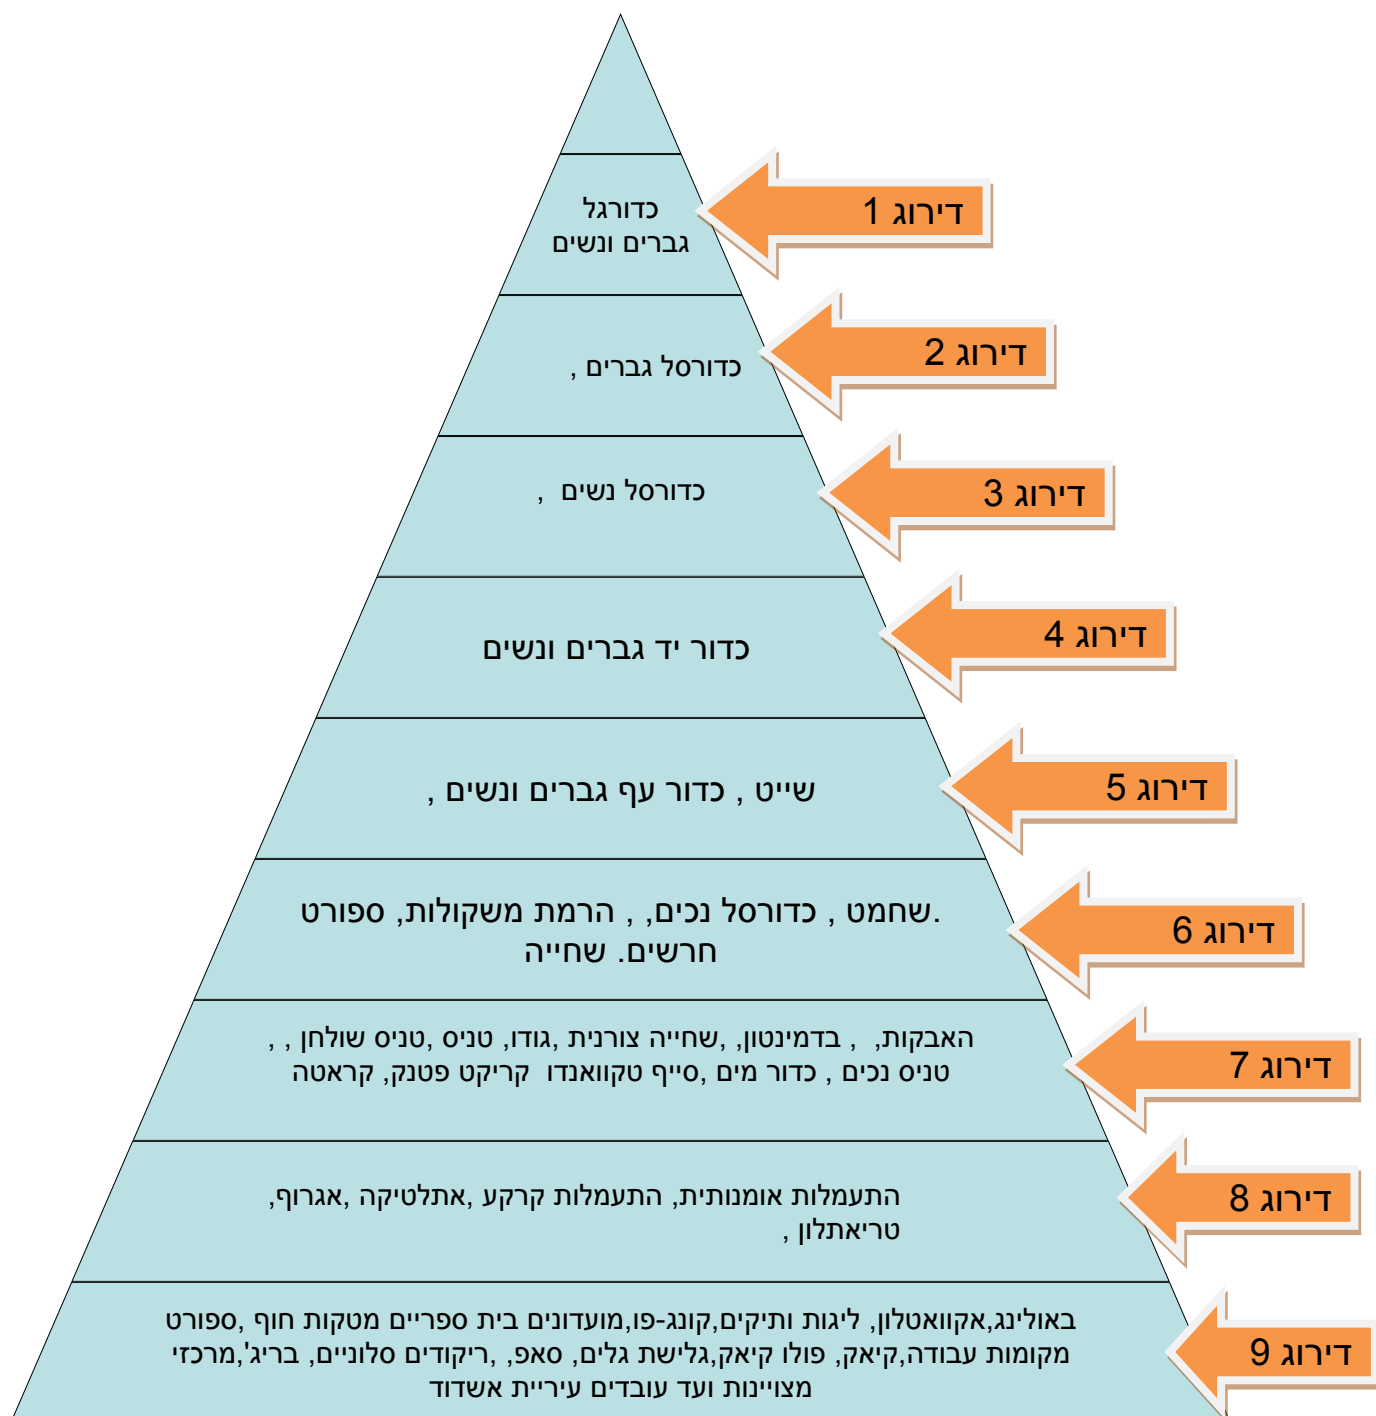 כדורגל
גברים ונשים
דירוג 1
כדורסל גברים ,
דירוג 2
כדורסל נשים ,
דירוג 3
כדור יד גברים ונשים
דירוג 4
שייט , כדור עף גברים ונשים ,
דירוג 5
.שחמט , כדורסל נכים, , הרמת משקולות, ספורט
חרשים. שחייה
דירוג 6
האבקות, , בדמינטון, ,שחייה צורנית ,גודו, טניס ,טניס שולחן , ,
טניס נכים , כדור מים ,סייף טקוואנדו קריקט פטנק, קראטה
דירוג 7
התעמלות אומנותית, התעמלות קרקע ,אתלטיקה ,אגרוף,
טריאתלון ,
דירוג 8
באולינג,אקוואטלון, ליגות ותיקים,קונג-פו,מועדונים בית ספריים מטקות חוף ,ספורט
מקומות עבודה,קיאק, פולו קיאק,גלישת גלים, סאפ, ,ריקודים סלוניים, בריג',מרכזי
מצויינות ועד עובדים עיריית אשדוד
דירוג 9